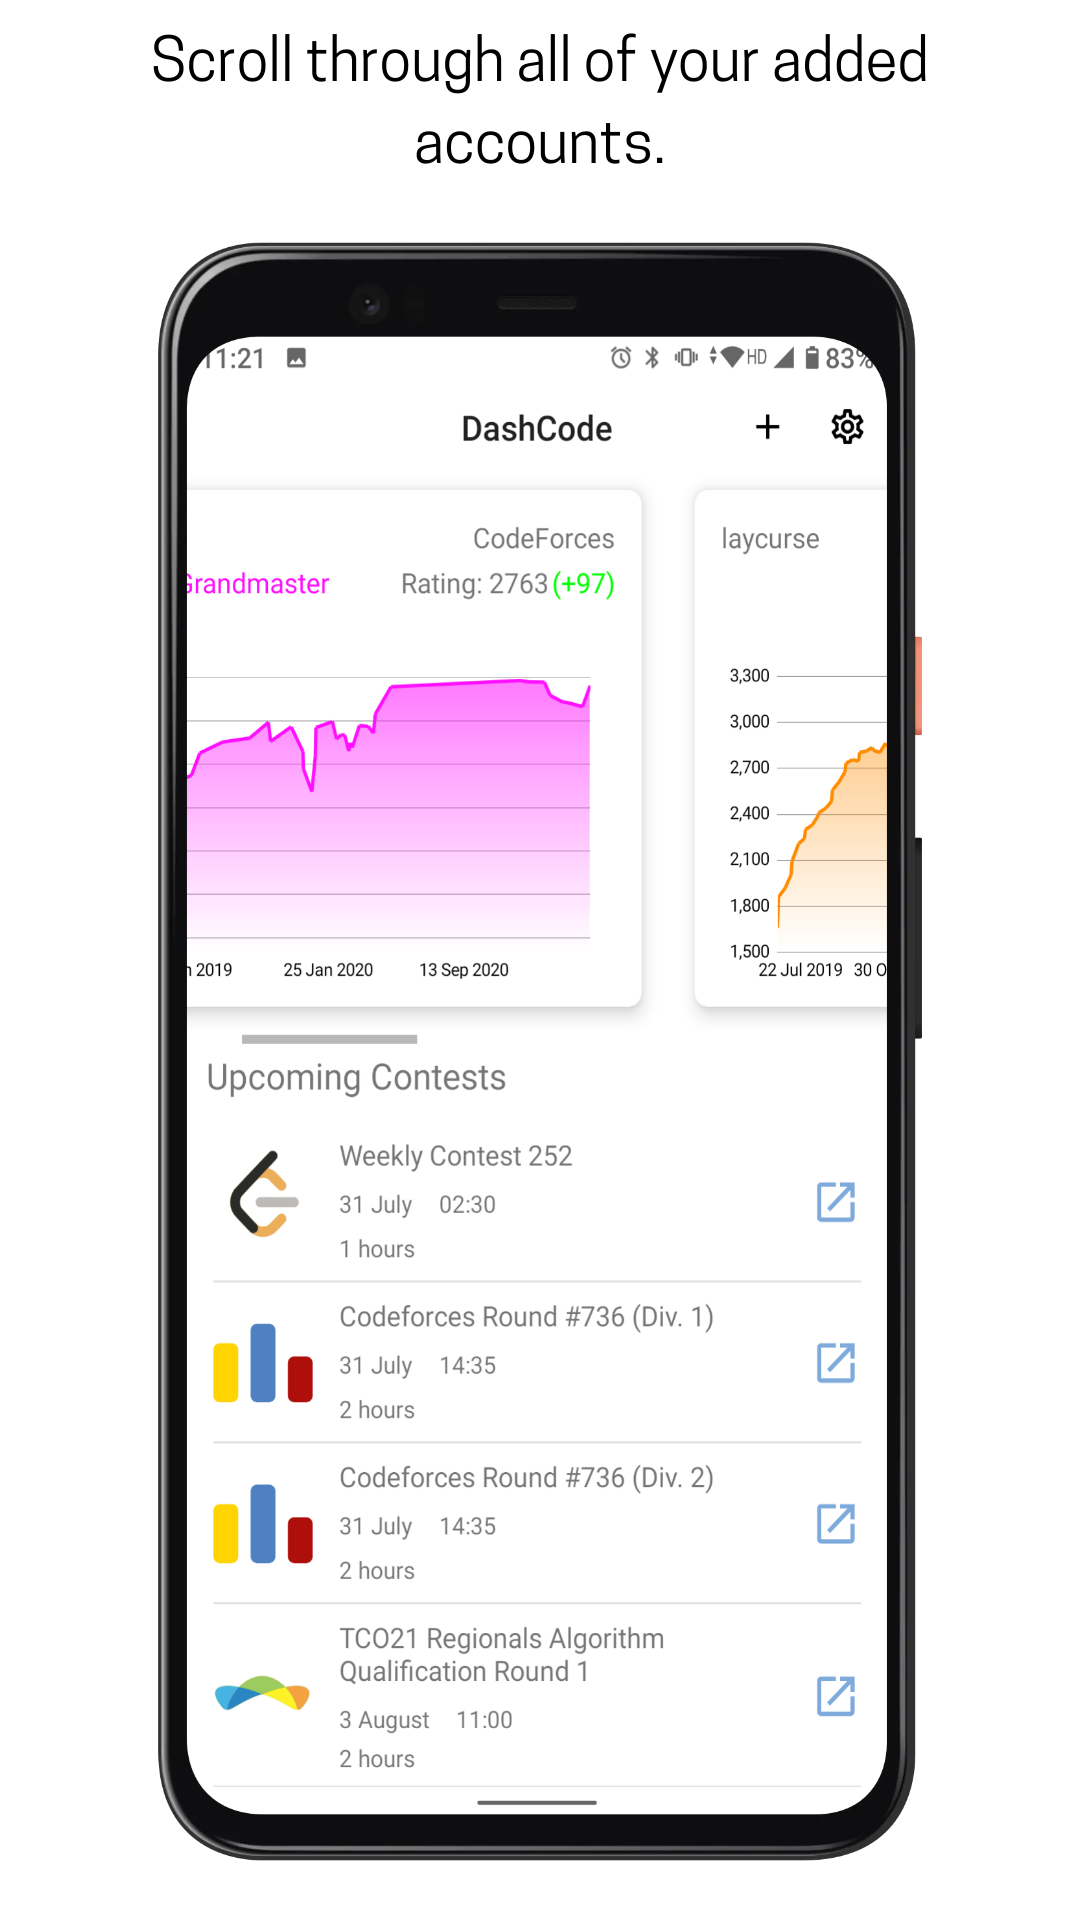 Scroll through all of your added
accounts.
11:21 HD 83%
DashCode
CodeForces
Grandmaster Rating: 2763 (+97)
25 Jan 2020 13 Sep 2020
laycurse
3,300
3,000
2,700
2,400
2,100
1,800
1,500
22 Jul 2019 30 O
Upcoming Contests
Weekly Contest 252
31 July 02:30
1 hours
Codeforces Round #736 (Div. 1)
31 July 14:35
2 hours
Codeforces Round #736 (Div. 2)
31 July 14:35
2 hours
TCO21 Regionals Algorithm
Qualification Round 1
3 August 11:00
2 hours